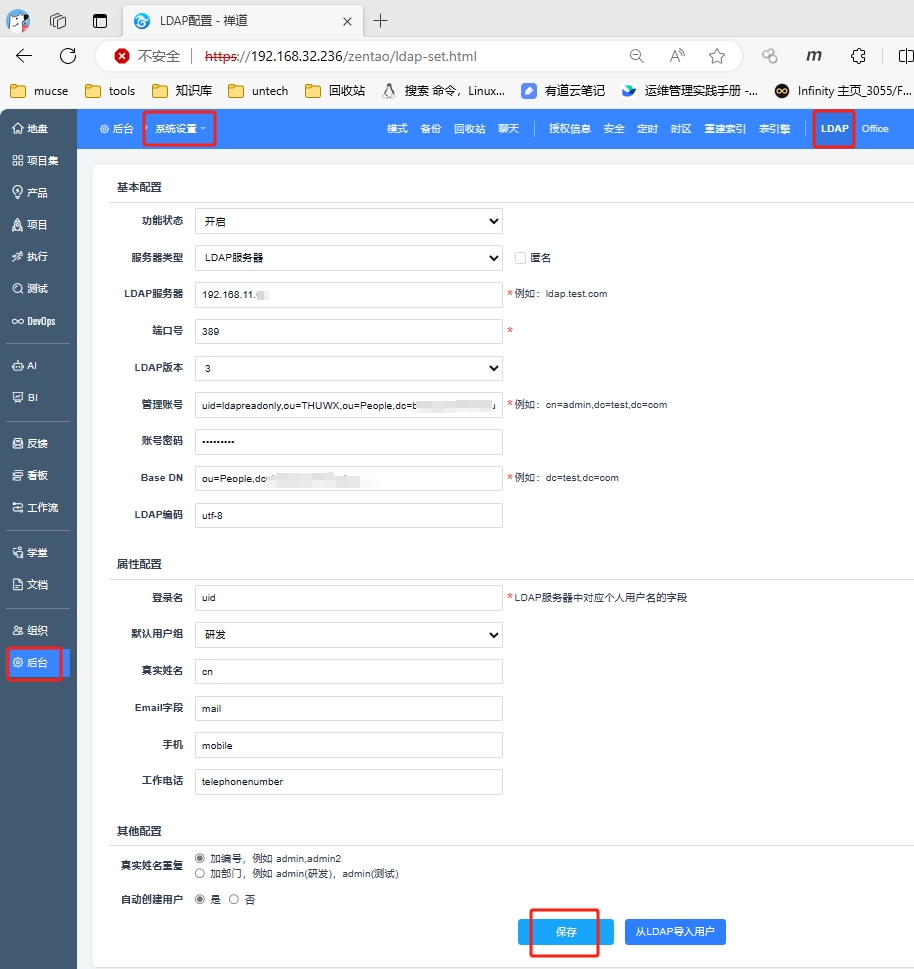 LDAP配置 - 禅道
不安全 https://192.168.32.236/zentao/ldap-set.html m
mucse tools 知识库 untech 回收站 搜索 命令, Linux... 有道云笔记 运维管理实践手册 -... Infinity 主页_3055/F...
地盘
项目集
产品
项目
执行
测试
DevOps
AI
BI
反馈
看板
工作流
学堂
文档
组织
后台
后台 系统设置 模式 备份 回收站 聊天 授权信息 安全 定时 时区 重建索引 表引擎 LDAP Office
基本配置
功能状态 开启
服务器类型 LDAP服务器 匿名
LDAP服务器 192.168.11. *例如：ldap.test.com
端口号 389 *
LDAP版本 3
管理账号 uid=ldapreadonly,ou=THUWX,ou=People,dc= *例如：cn=admin,dc=test,dc=com
账号密码 •••••••••
Base DN ou=People,dc *例如：dc=test,dc=com
LDAP编码 utf-8
属性配置
登录名 uid *LDAP服务器中对应个人用户名的字段
默认用户组 研发
真实姓名 cn
Email字段 mail
手机 mobile
工作电话 telephonenumber
其他配置
真实姓名重复 加编号，例如 admin,admin2
加部门，例如 admin(研发)，admin(测试)
自动创建用户 是 否
保存 从LDAP导入用户